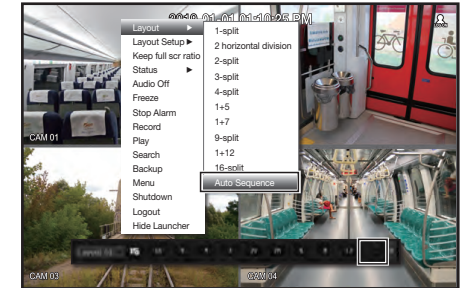 2019-01-01 01:10:25 PM
Layout ▶
Layout Setup ▶
Keep full scr ratio
Status ▶
Audio Off
Freeze
Stop Alarm
Record
Play
Search
Backup
Menu
Shutdown
Logout
Hide Launcher
1-split
2 horizontal division
2-split
3-split
4-split
1+5
1+7
9-split
1+12
16-split
Auto Sequence
CAM 01
CAM 03
CAM 04